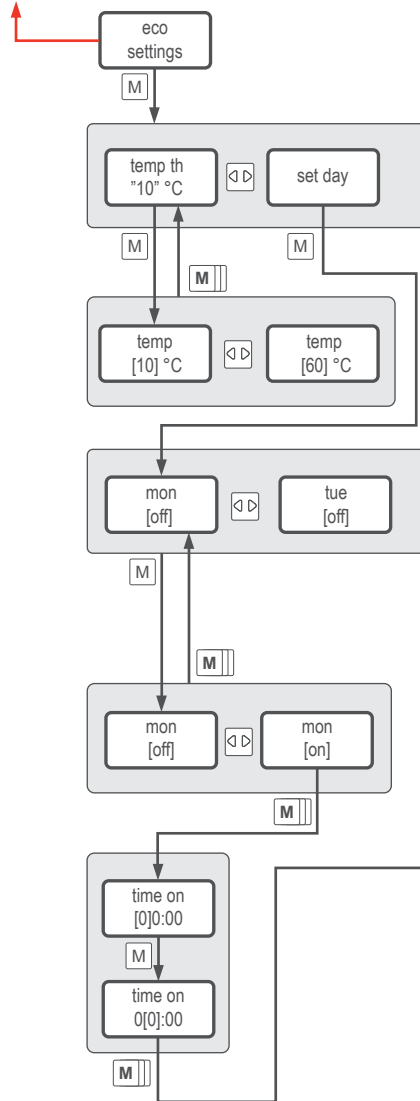 eco
settings
M
temp th
"10" °C
set day
M
M
M
temp
[10] °C
temp
[60] °C
mon
[off]
tue
[off]
M
M
mon
[off]
mon
[on]
M
time on
[0]0:00
M
time on
0[0]:00
M